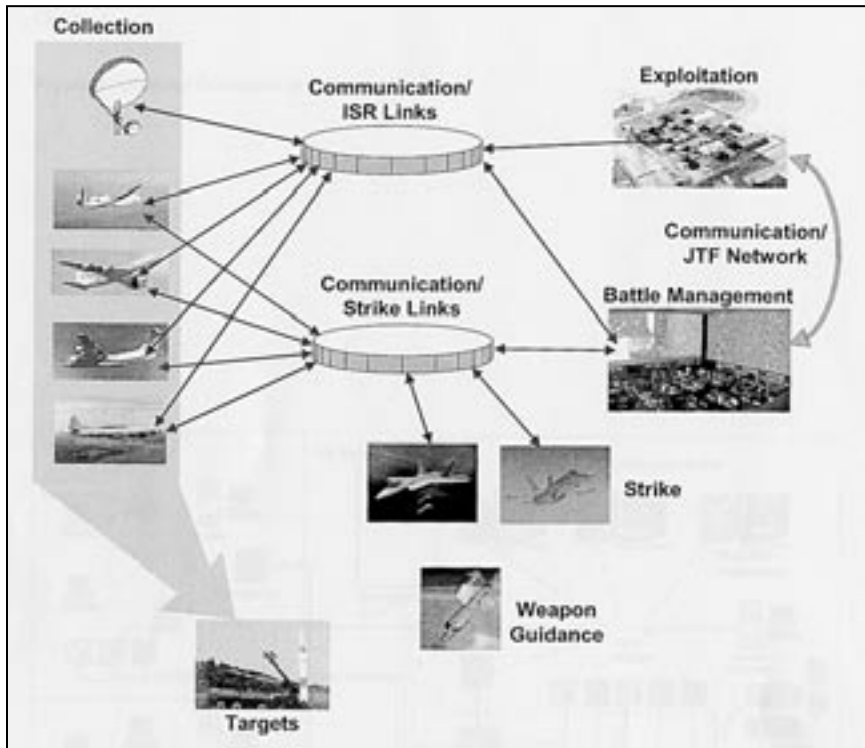 Collection
Communication/
ISR Links
Exploitation
Communication/
JTF Network
Communication/
Strike Links
Battle Management
Strike
Weapon
Guidance
Targets